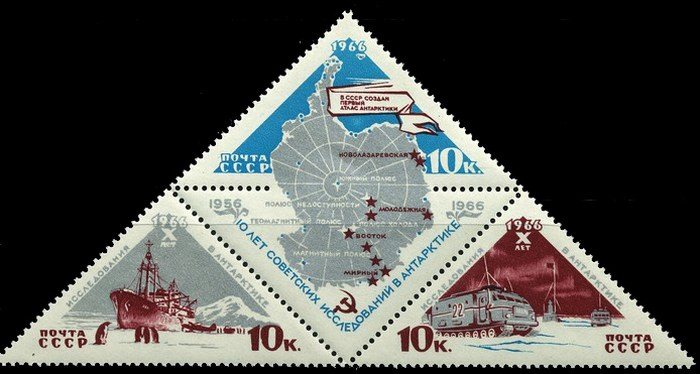 1966
В СССР СОЗДАН
ПЕРВЫЙ
АТЛАС АНТАРКТИКИ
НОВОЛАЗАРЕВСКАЯ
ПОЧТА
СССР
10К.
ЮЖНЫЙ ПОЛЮС
1956
1966
ПОЛЮС НЕДОСТУПНОСТИ
МОЛОДЕЖНАЯ
ГЕОМАГНИТНЫЙ ПОЛЮС
ПОЛЮС ХОЛОДА
ВОСТОК
МАГНИТНЫЙ ПОЛЮС
МИРНЫЙ
10 ЛЕТ СОВЕТСКИХ ИССЛЕДОВАНИЙ В АНТАРКТИКЕ
1966
X
ЛЕТ
ИССЛЕДОВАНИЯ
В АНТАРКТИКЕ
ПОЧТА
СССР
10К.
1966
X
ЛЕТ
ИССЛЕДОВАНИЯ
В АНТАРКТИКЕ
22
ПОЧТА
СССР
10К.